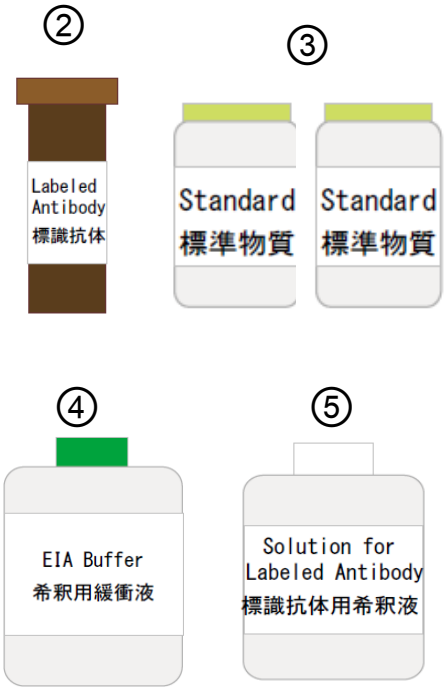 ②
③
Labeled
Antibody
標識抗体
Standard
標準物質
Standard
標準物質
④
⑤
EIA Buffer
希釈用緩衝液
Solution for
Labeled Antibody
標識抗体用希釈液